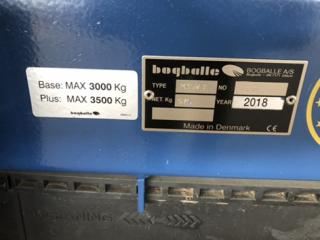 Base: MAX 3000 Kg
Plus: MAX 3500 Kg
bogballe
bogballe
BOGBALLE A/S
TYPE
NO
NET. Kg
YEAR 2018
Made in Denmark CE